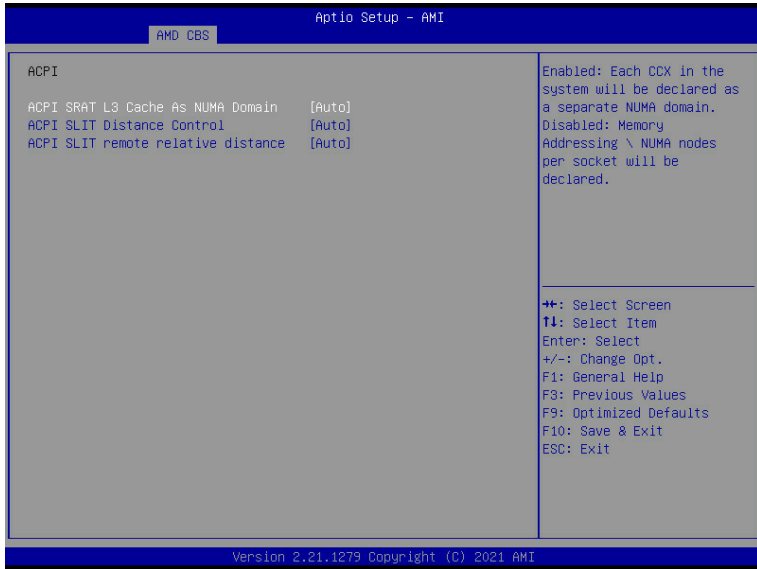 Aptio Setup – AMI
AMD CBS
ACPI
ACPI SRAT L3 Cache As NUMA Domain [Auto]
ACPI SLIT Distance Control [Auto]
ACPI SLIT remote relative distance [Auto]
Enabled: Each CCX in the
system will be declared as
a separate NUMA domain.
Disabled: Memory
Addressing \ NUMA nodes
per socket will be
declared.
→←: Select Screen
↑↓: Select Item
Enter: Select
+/-: Change Opt.
F1: General Help
F3: Previous Values
F9: Optimized Defaults
F10: Save & Exit
ESC: Exit
Version 2.21.1279 Copyright (C) 2021 AMI